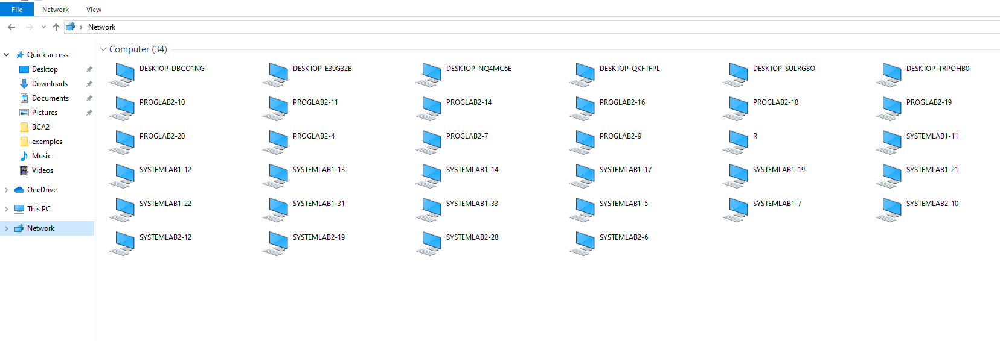 File Network View
Network
Quick access
Desktop
Downloads
Documents
Pictures
BCA2
examples
Music
Videos
OneDrive
This PC
Network
Computer (34)
DESKTOP-DBCO1NG DESKTOP-E39G32B DESKTOP-NQ4MC6E DESKTOP-QKFTFPL DESKTOP-SULRG8O DESKTOP-TRPOHB0
PROGLAB2-10 PROGLAB2-11 PROGLAB2-14 PROGLAB2-16 PROGLAB2-18 PROGLAB2-19
PROGLAB2-20 PROGLAB2-4 PROGLAB2-7 PROGLAB2-9 R SYSTEMLAB1-11
SYSTEMLAB1-12 SYSTEMLAB1-13 SYSTEMLAB1-14 SYSTEMLAB1-17 SYSTEMLAB1-19 SYSTEMLAB1-21
SYSTEMLAB1-22 SYSTEMLAB1-31 SYSTEMLAB1-33 SYSTEMLAB1-5 SYSTEMLAB1-7 SYSTEMLAB2-10
SYSTEMLAB2-12 SYSTEMLAB2-19 SYSTEMLAB2-28 SYSTEMLAB2-6